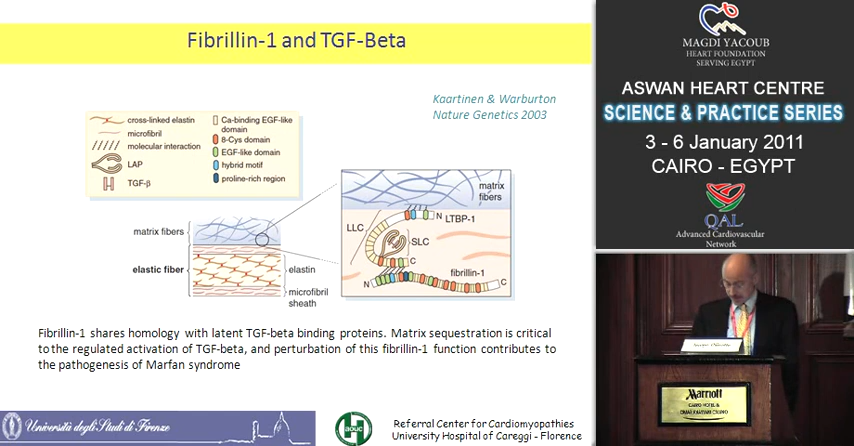 Fibrillin-1 and TGF-Beta
Kaartinen & Warburton
Nature Genetics 2003
cross-linked elastin
microfibril
molecular interaction
LAP
TGF-β
Ca-binding EGF-like
domain
8-Cys domain
EGF-like domain
hybrid motif
proline-rich region
matrix fibers
elastic fiber
elastin
microfibril
sheath
matrix
fibers
LLC
N
LTBP-1
SLC
C
fibrillin-1
N
C
Fibrillin-1 shares homology with latent TGF-beta binding proteins. Matrix sequestration is critical
to the regulated activation of TGF-beta, and perturbation of this fibrillin-1 function contributes to
the pathogenesis of Marfan syndrome
Università degli Studi di Firenze
aouc
Referral Center for Cardiomyopathies
University Hospital of Careggi - Florence
MAGDI YACOUB
HEART FOUNDATION
SERVING EGYPT
ASWAN HEART CENTRE
SCIENCE & PRACTICE SERIES
3 - 6 January 2011
CAIRO - EGYPT
QAL
Advanced Cardiovascular
Network
Marriott
CAIRO HOTEL &